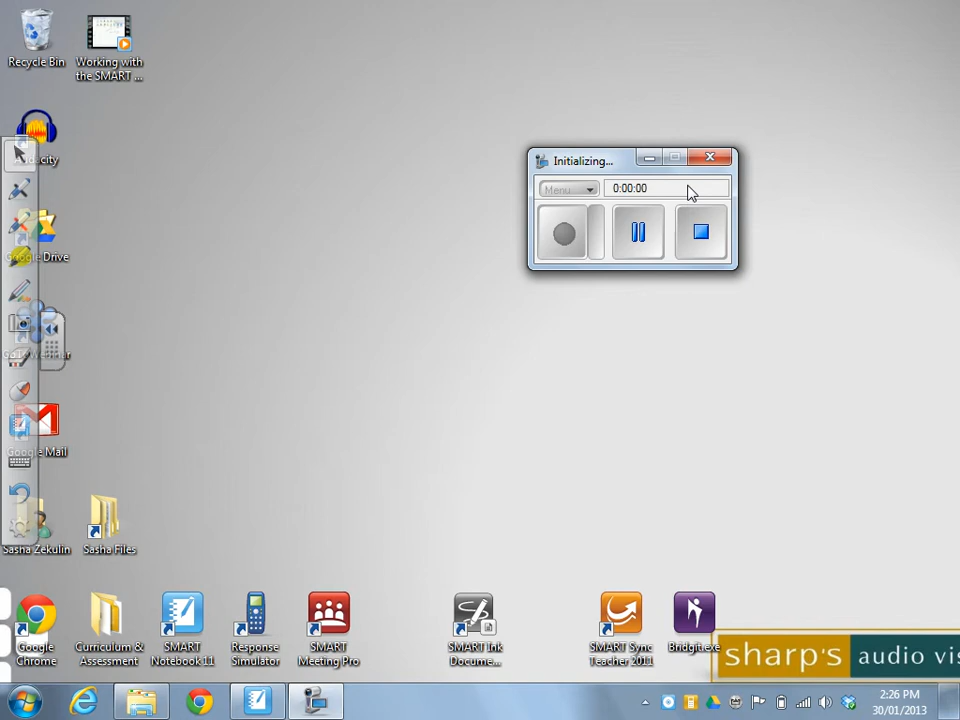 Recycle Bin
Working with
the SMART ...
Initializing...
Menu
0:00:00
Google Mail
Sasha Zekulin
Sasha Files
Google
Chrome
Curriculum &
Assessment
SMART
Notebook 11
Response
Simulator
SMART
Meeting Pro
SMART Ink
Docume...
SMART Sync
Teacher 2011
Bridgit.exe
sharp's
audio vis
2:26 PM
30/01/2013